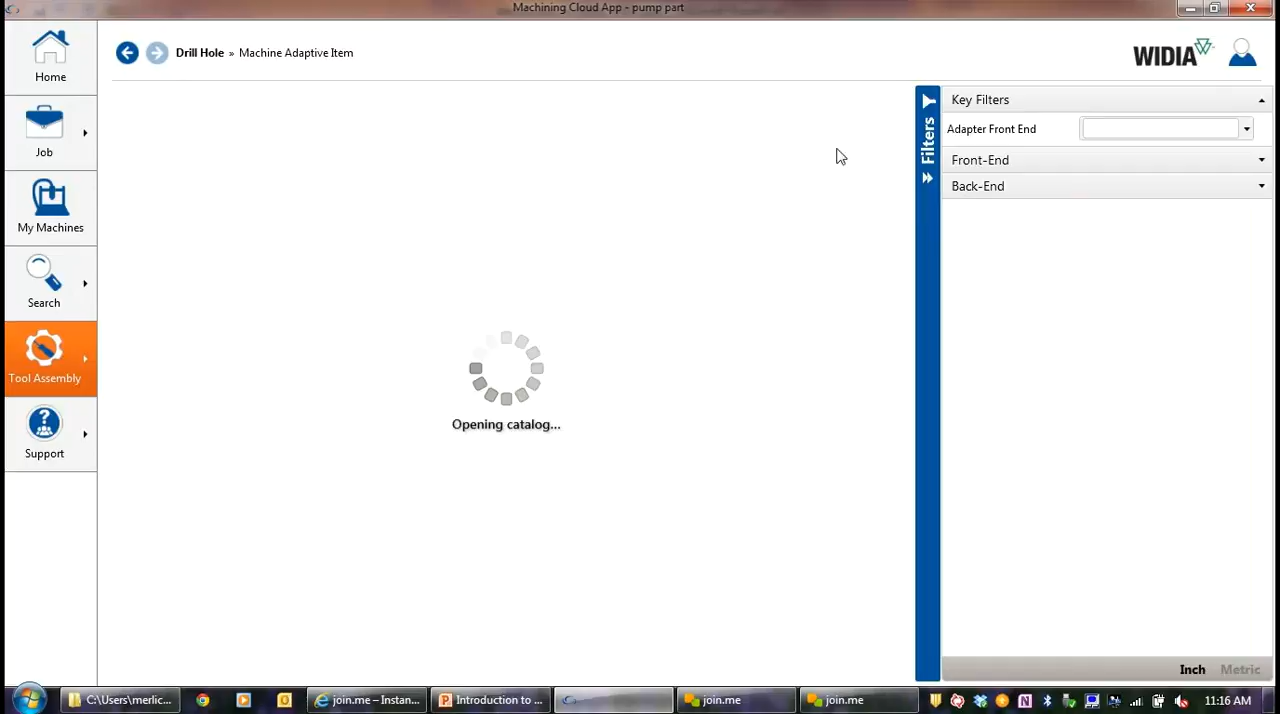 Machining Cloud App - pump part
Home
Drill Hole » Machine Adaptive Item
WIDIA
Job
My Machines
Search
Tool Assembly
Support
Opening catalog...
Filters
Key Filters
Adapter Front End
Front-End
Back-End
Inch Metric
C:\Users\merlic...
join.me – Instan...
Introduction to ...
join.me
join.me
11:16 AM